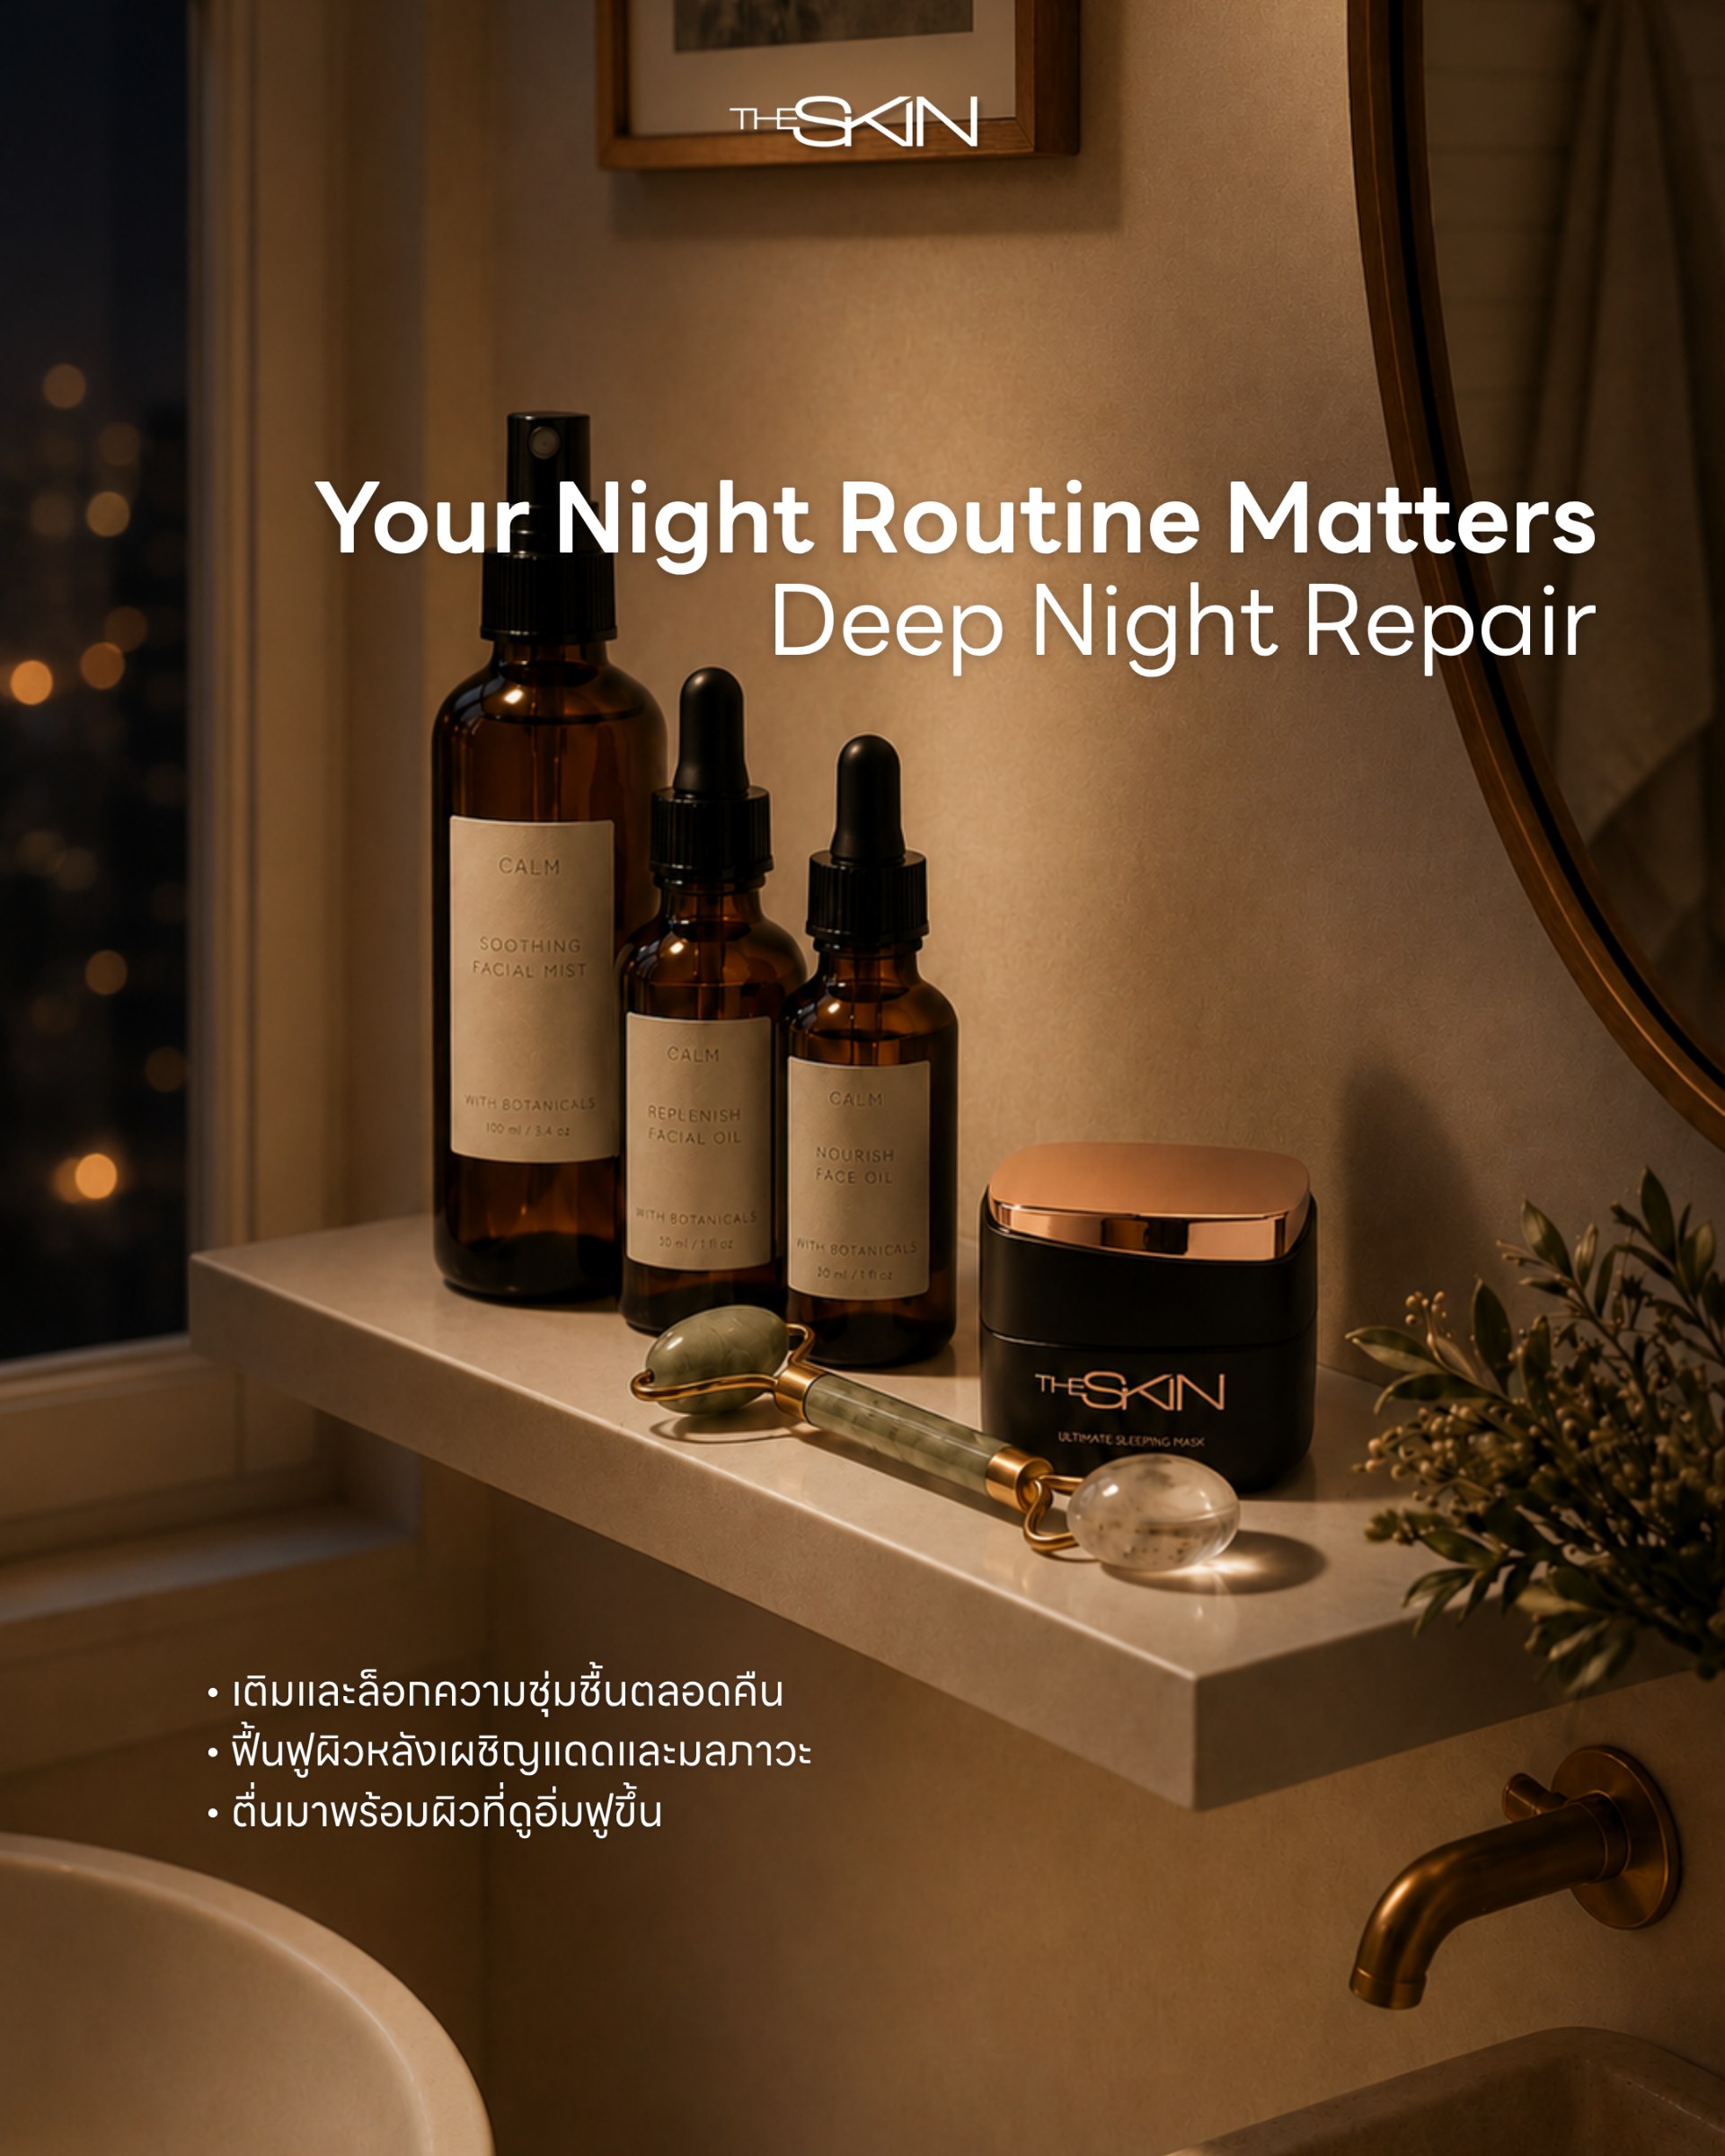 THE SKIN
Your Night Routine Matters
Deep Night Repair
CALM
SOOTHING
FACIAL MIST
WITH BOTANICALS
100 ml / 3.4 oz
CALM
REPLENISH
FACIAL OIL
WITH BOTANICALS
30 ml / 1 fl oz
CALM
NOURISH
FACE OIL
WITH BOTANICALS
30 ml / 1 fl oz
THE SKIN
ULTIMATE SLEEPING MASK
• เติมและล็อกความชุ่มชื้นตลอดคืน
• ฟื้นฟูผิวหลังเผชิญแดดและมลภาวะ
• ตื่นมาพร้อมผิวที่ดูอิ่มฟูขึ้น